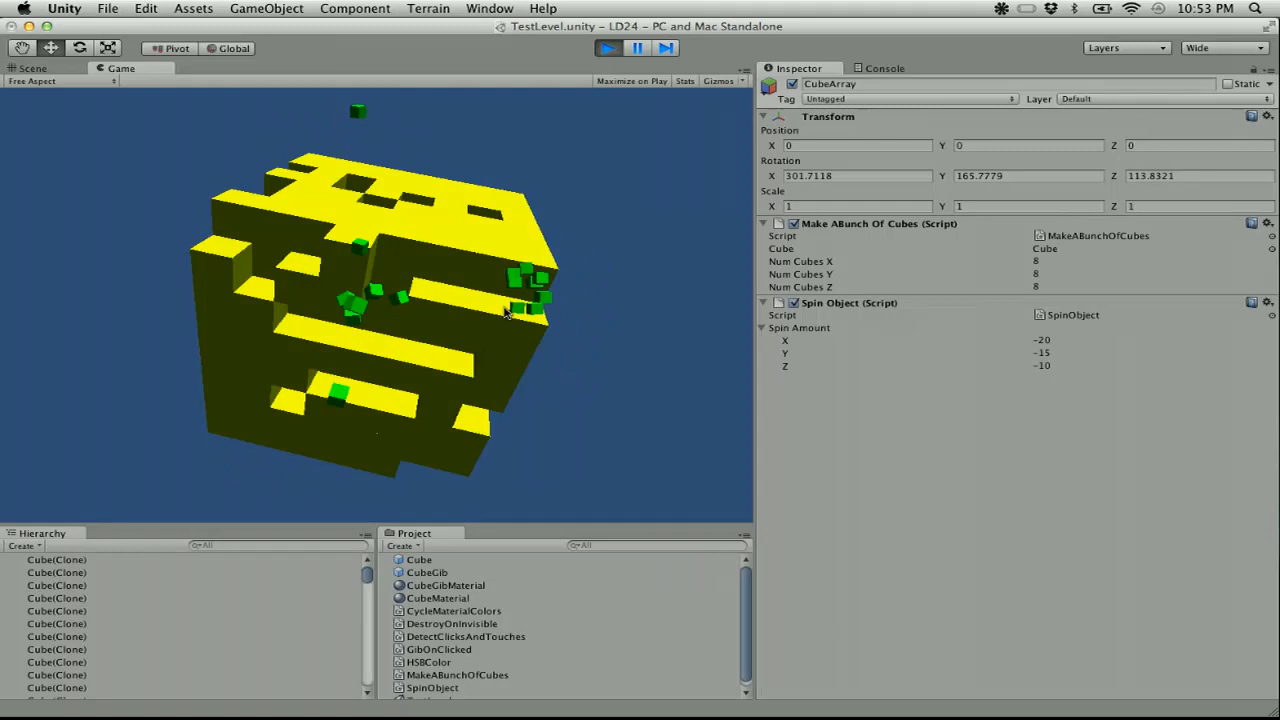 Unity File Edit Assets GameObject Component Terrain Window Help 10:53 PM
TestLevel.unity – LD24 – PC and Mac Standalone
Pivot Global Layers Wide
Scene Game Inspector Console
Free Aspect Maximize on Play Stats Gizmos
CubeArray Static
Tag Untagged Layer Default
Transform
Position
X 0 Y 0 Z 0
Rotation
X 301.7118 Y 165.7779 Z 113.8321
Scale
X 1 Y 1 Z 1
Make ABunch Of Cubes (Script)
Script MakeABunchOfCubes
Cube Cube
Num Cubes X 8
Num Cubes Y 8
Num Cubes Z 8
Spin Object (Script)
Script SpinObject
Spin Amount
X -20
Y -15
Z -10
Hierarchy
Create All
Cube(Clone)
Cube(Clone)
Cube(Clone)
Cube(Clone)
Cube(Clone)
Cube(Clone)
Cube(Clone)
Cube(Clone)
Cube(Clone)
Cube(Clone)
Cube(Clone)
Project
Create All
Cube
CubeGib
CubeGibMaterial
CubeMaterial
CycleMaterialColors
DestroyOnInvisible
DetectClicksAndTouches
GibOnClicked
HSBColor
MakeABunchOfCubes
SpinObject